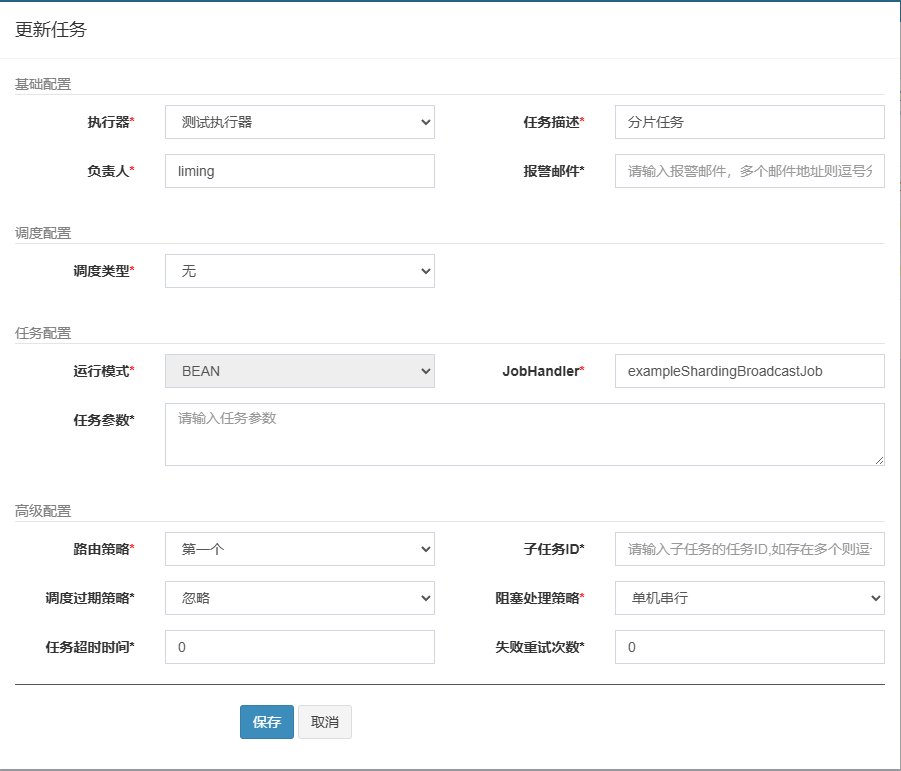 更新任务
基础配置
执行器* 测试执行器 任务描述* 分片任务
负责人* liming 报警邮件* 请输入报警邮件，多个邮件地址则逗号分
调度配置
调度类型* 无
任务配置
运行模式* BEAN JobHandler* exampleShardingBroadcastJob
任务参数* 请输入任务参数
高级配置
路由策略* 第一个 子任务ID* 请输入子任务的任务ID,如存在多个则逗
调度过期策略* 忽略 阻塞处理策略* 单机串行
任务超时时间* 0 失败重试次数* 0
保存 取消